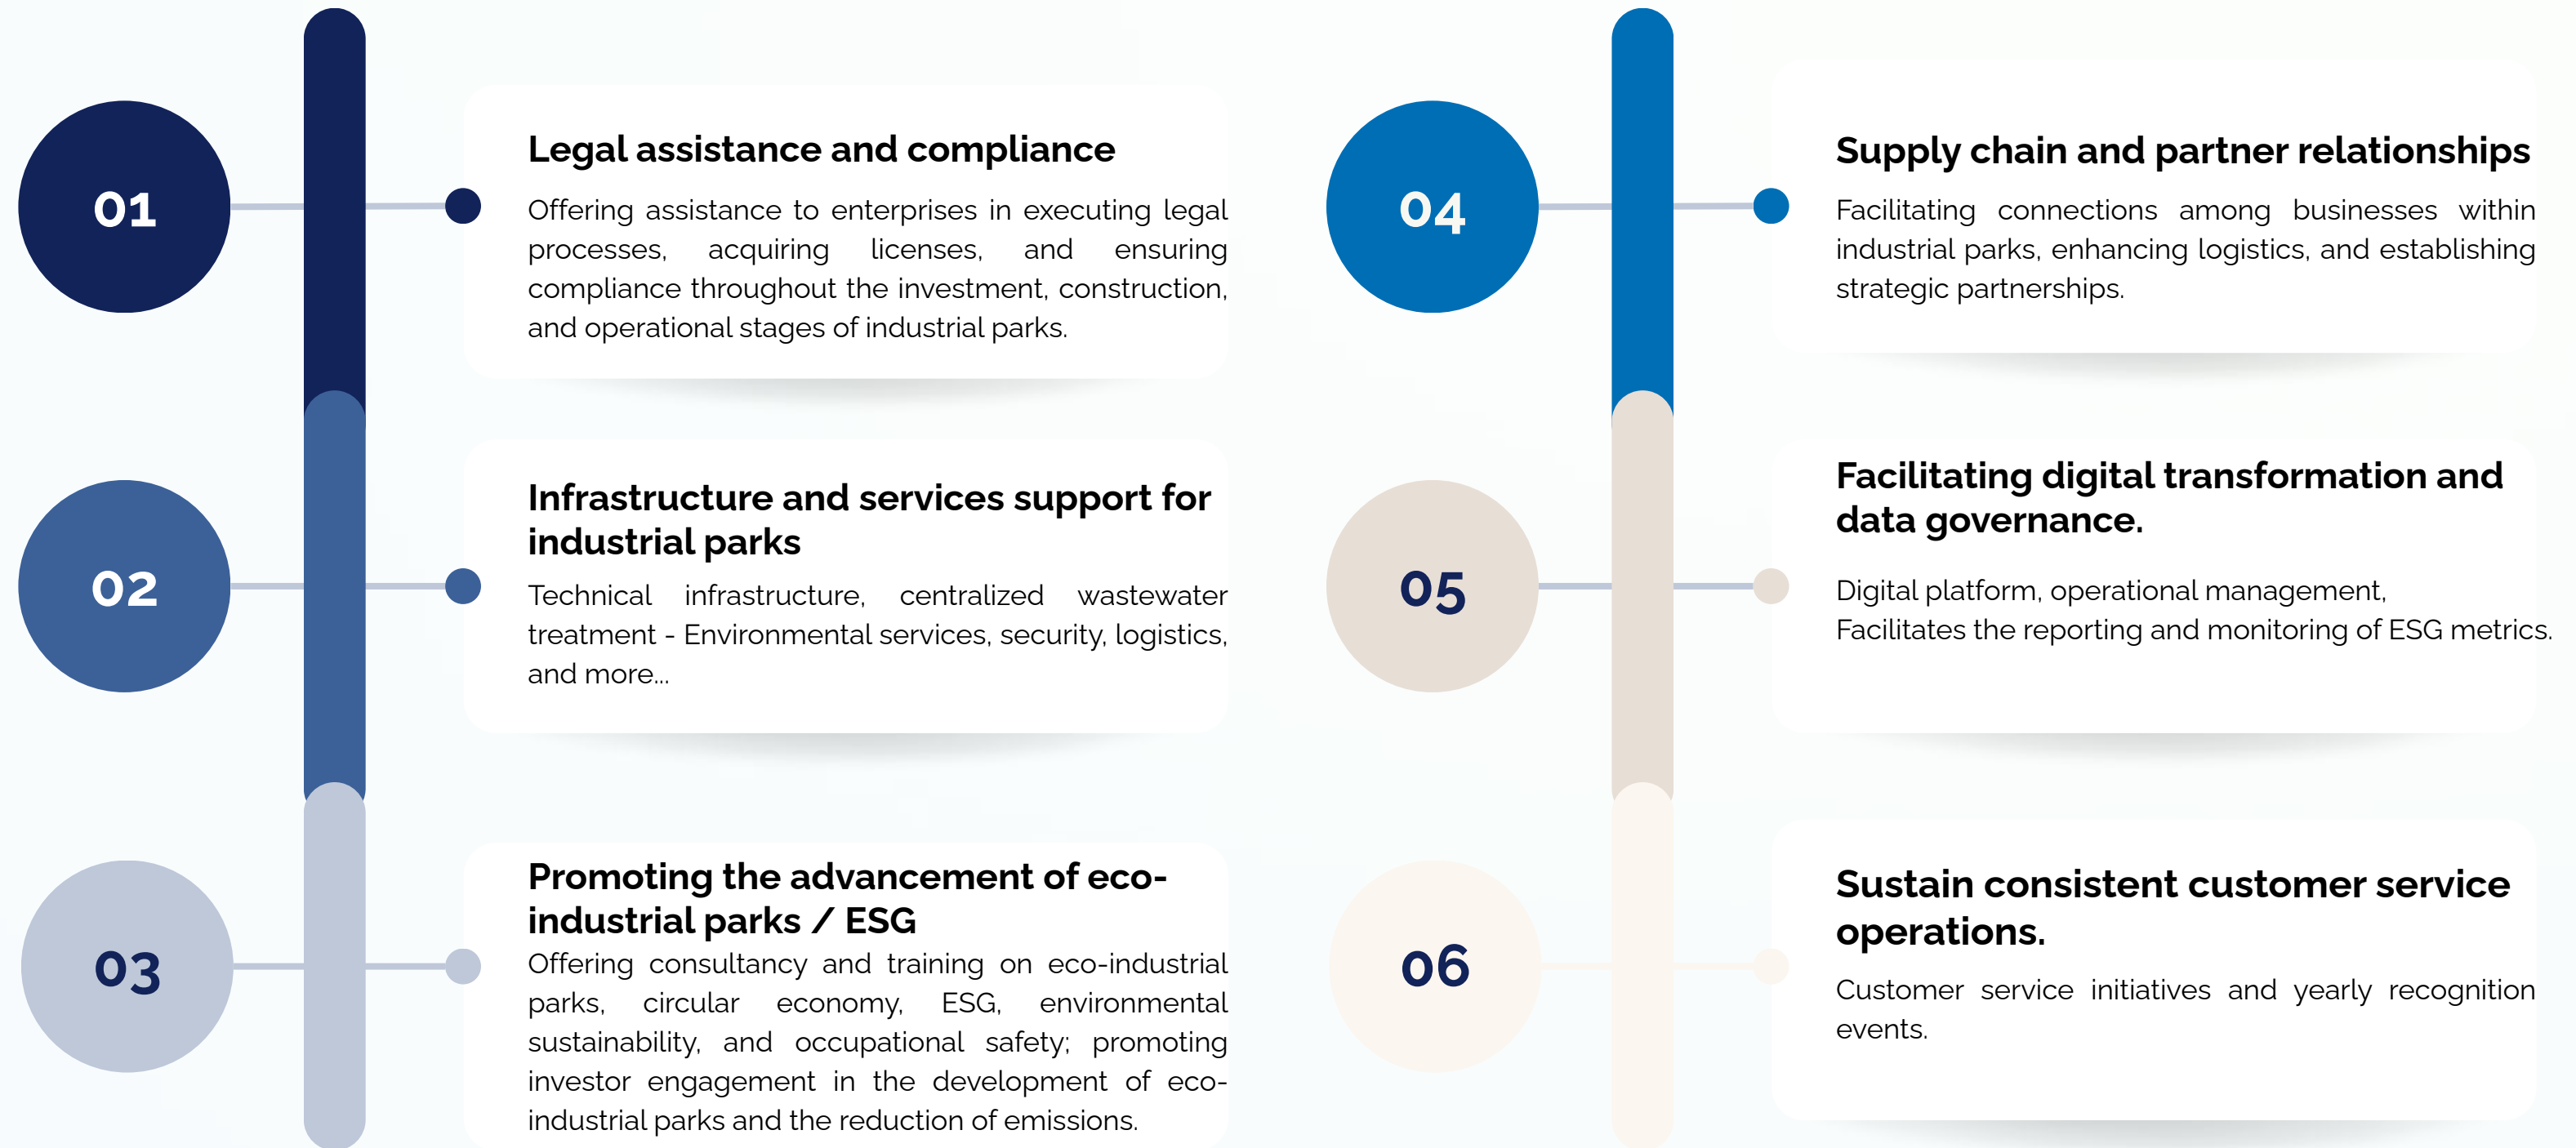 01
Legal assistance and compliance
Offering assistance to enterprises in executing legal
processes, acquiring licenses, and ensuring
compliance throughout the investment, construction,
and operational stages of industrial parks.
02
Infrastructure and services support for
industrial parks
Technical infrastructure, centralized wastewater
treatment - Environmental services, security, logistics,
and more...
03
Promoting the advancement of eco-
industrial parks / ESG
Offering consultancy and training on eco-industrial
parks, circular economy, ESG, environmental
sustainability, and occupational safety; promoting
investor engagement in the development of eco-
industrial parks and the reduction of emissions.
04
Supply chain and partner relationships
Facilitating connections among businesses within
industrial parks, enhancing logistics, and establishing
strategic partnerships.
05
Facilitating digital transformation and
data governance.
Digital platform, operational management,
Facilitates the reporting and monitoring of ESG metrics.
06
Sustain consistent customer service
operations.
Customer service initiatives and yearly recognition
events.